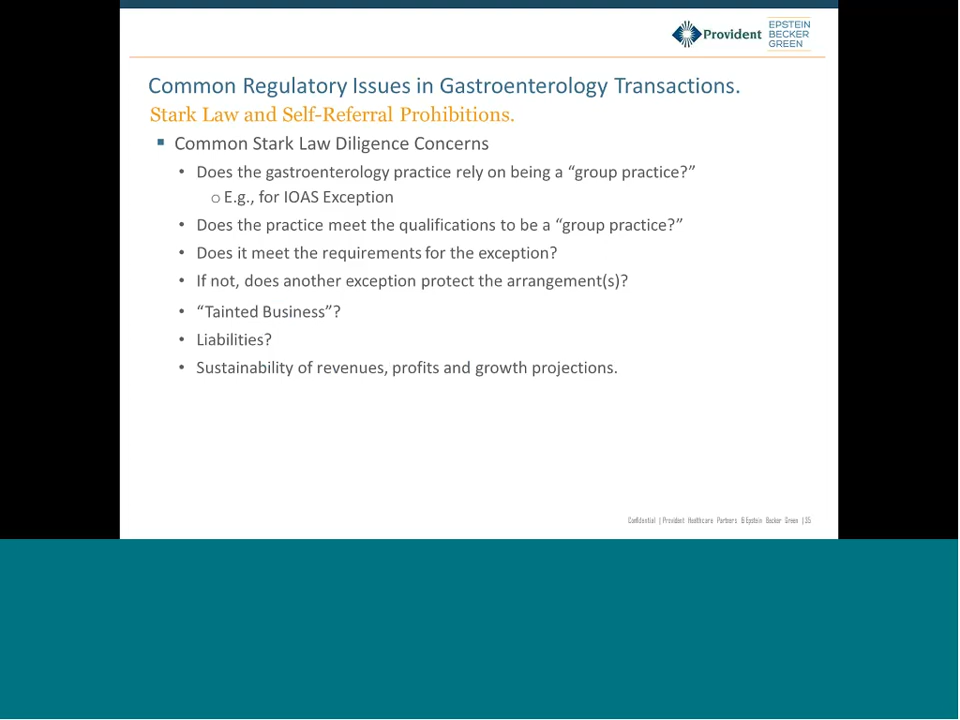 Provident
EPSTEIN
BECKER
GREEN
Common Regulatory Issues in Gastroenterology Transactions.
Stark Law and Self-Referral Prohibitions.
▪ Common Stark Law Diligence Concerns
• Does the gastroenterology practice rely on being a “group practice?”
o E.g., for IOAS Exception
• Does the practice meet the qualifications to be a “group practice?”
• Does it meet the requirements for the exception?
• If not, does another exception protect the arrangement(s)?
• “Tainted Business”?
• Liabilities?
• Sustainability of revenues, profits and growth projections.
Confidential | Provident Healthcare Partners & Epstein Becker Green | 35